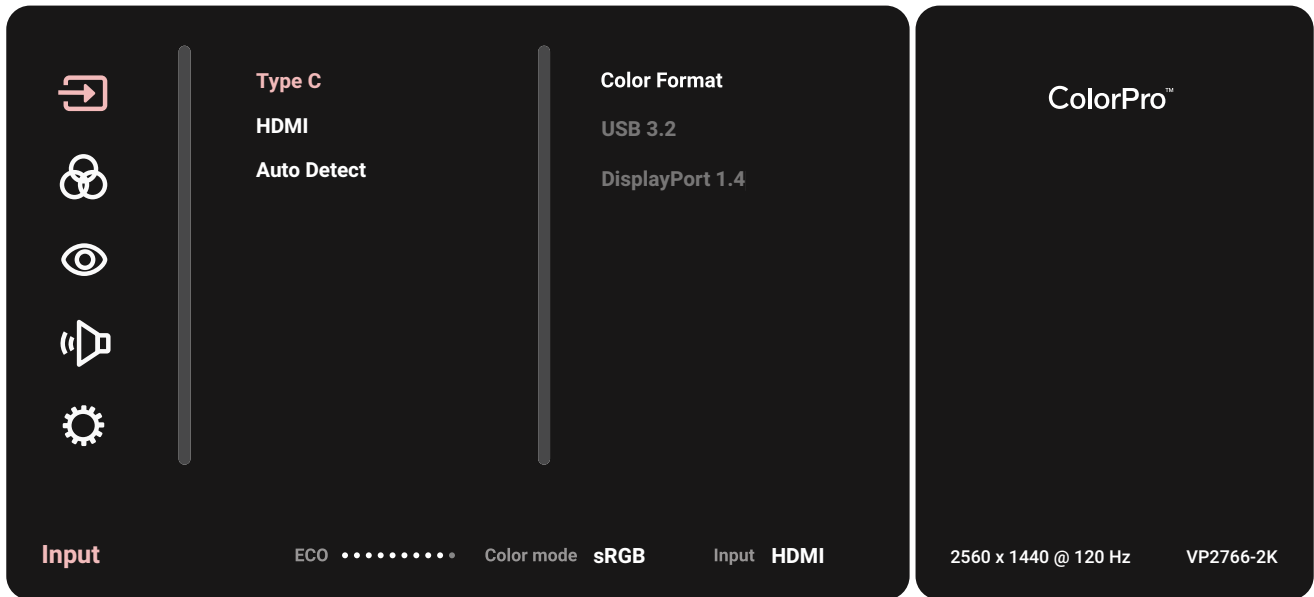 Type C
HDMI
Auto Detect
Color Format
USB 3.2
DisplayPort 1.4
ColorPro™
Input
ECO
Color mode sRGB
Input HDMI
2560 x 1440 @ 120 Hz
VP2766-2K